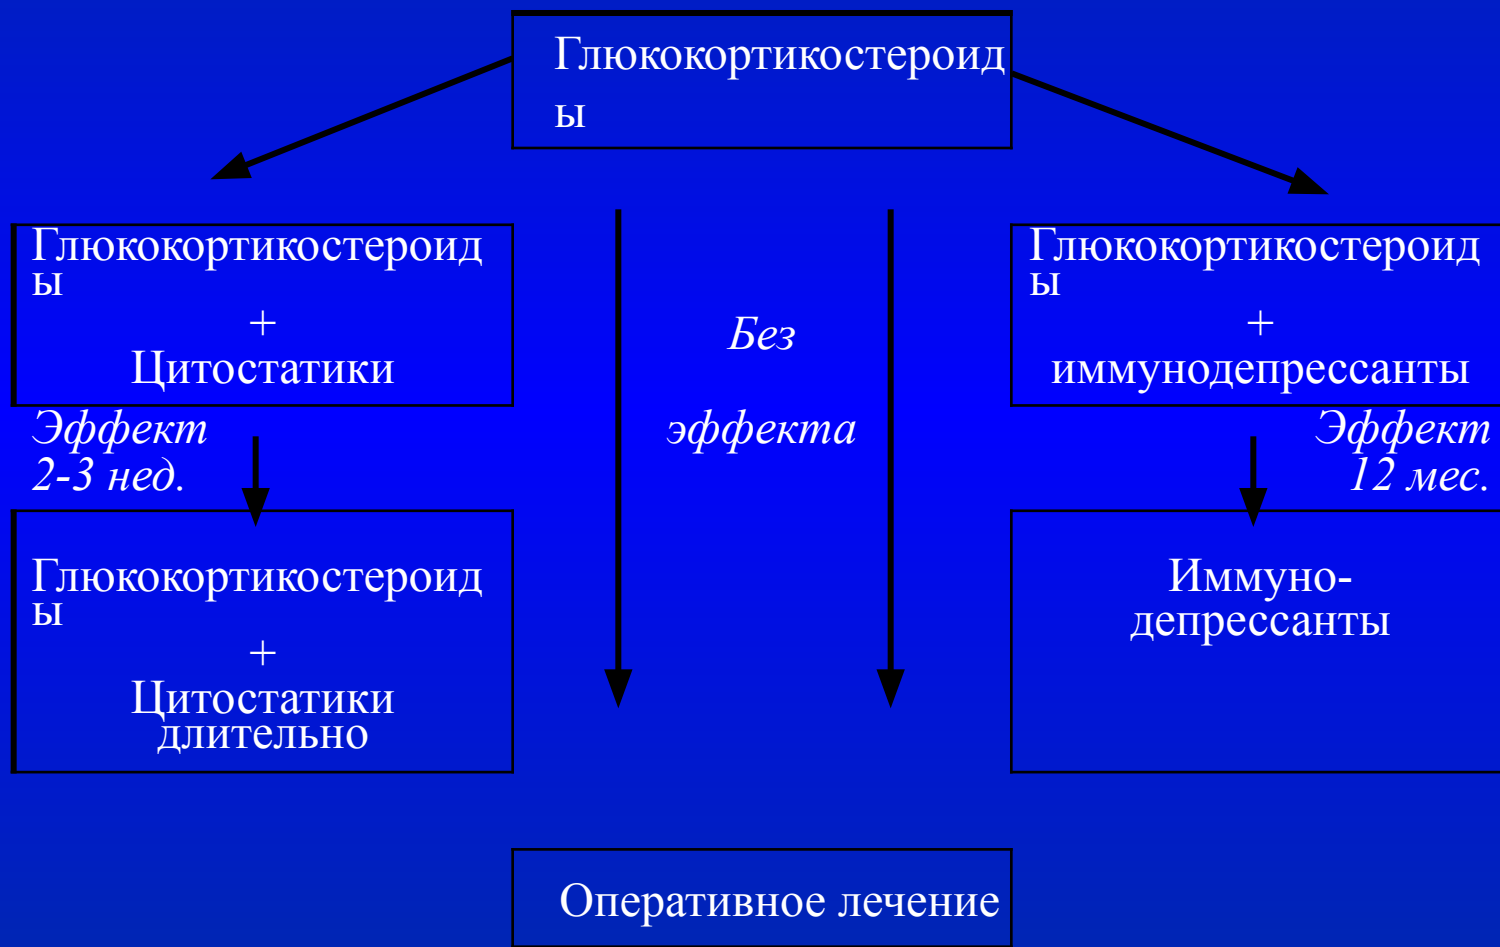 Глюкокортикостероид
ы
Глюкокортикостероид
ы
+
Цитостатики
Эффект
2-3 нед.
Глюкокортикостероид
ы
+
Цитостатики
длительно
Без
эффекта
Глюкокортикостероид
ы
+
иммунодепрессанты
Эффект
12 мес.
Иммуно-
депрессанты
Оперативное лечение